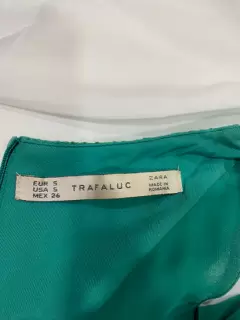 EUR S
USA S
MEX 26
TRAFALUC
ZARA
MADE IN
ROMANIA